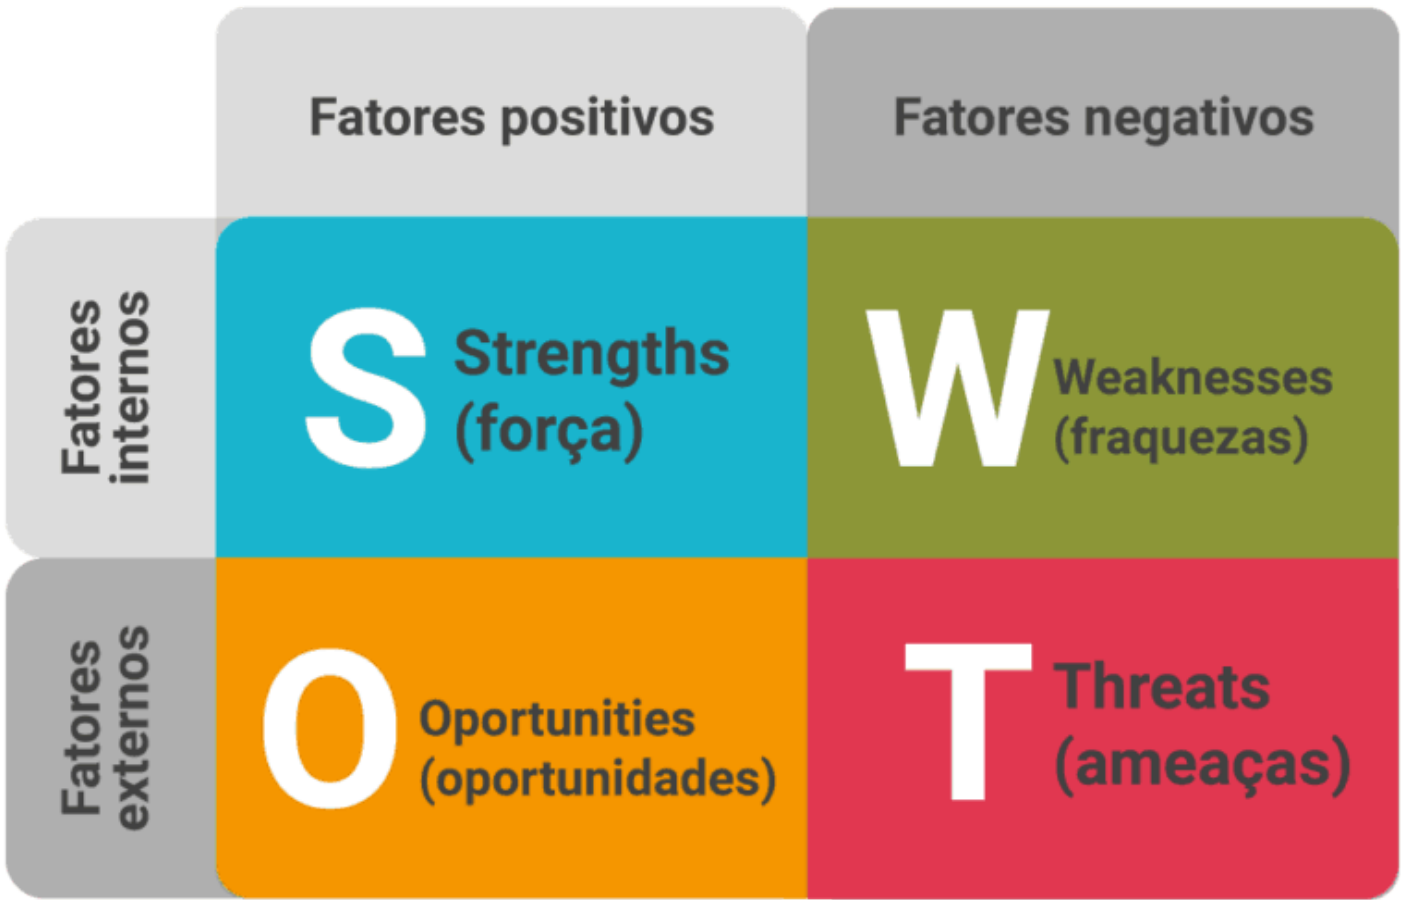 Fatores positivos
Fatores negativos
Fatores
internos
S
Strengths
(força)
W
Weaknesses
(fraquezas)
Fatores
externos
O
Oportunities
(oportunidades)
T
Threats
(ameaças)